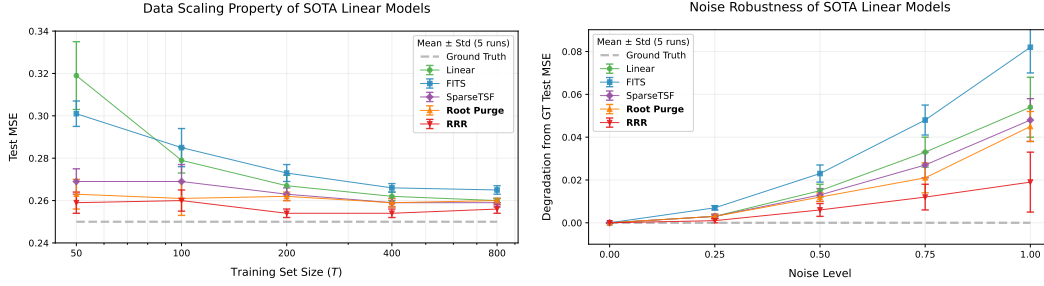 Data Scaling Property of SOTA Linear Models
Test MSE
0.34
0.32
0.30
0.28
0.26
0.24
50
100
200
400
800
Training Set Size (T)
Mean ± Std (5 runs)
Ground Truth
Linear
FITS
SparseTSF
Root Purge
RRR
Noise Robustness of SOTA Linear Models
Degradation from GT Test MSE
0.08
0.06
0.04
0.02
0.00
0.00
0.25
0.50
0.75
1.00
Noise Level
Mean ± Std (5 runs)
Ground Truth
Linear
FITS
SparseTSF
Root Purge
RRR